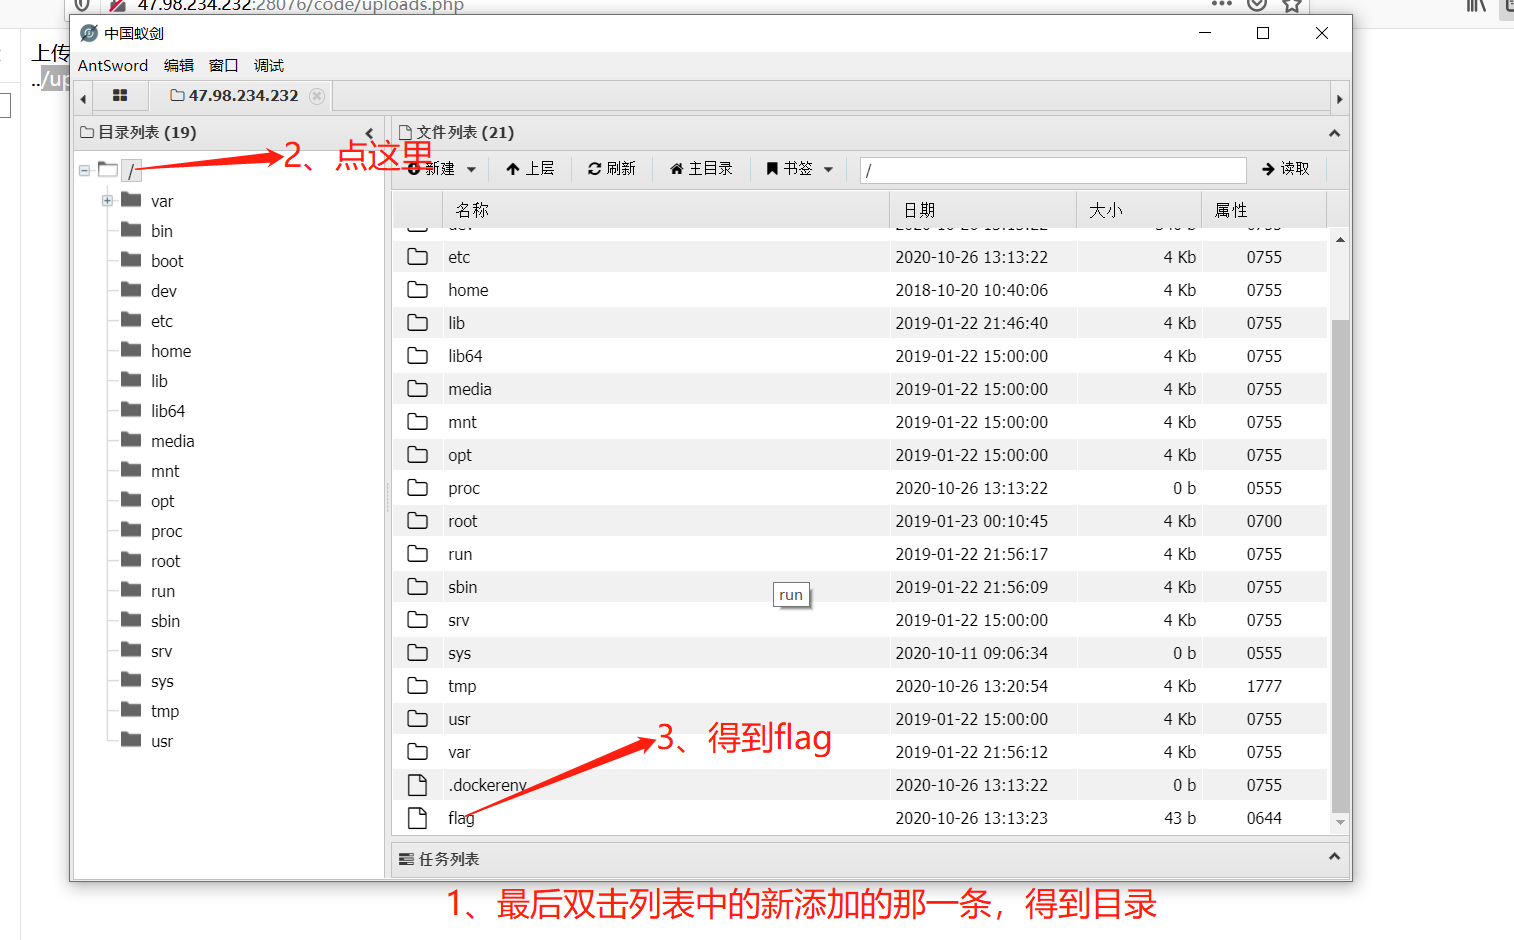 47.98.234.232:28076/code/uploads.php
中国蚁剑
上传
../up
AntSword 编辑 窗口 调试
47.98.234.232
目录列表 (19)
文件列表 (21)
2、点这里
新建 上层 刷新 主目录 书签 / 读取
/
名称 日期 大小 属性
var
bin
boot
dev
etc
home
lib
lib64
media
mnt
opt
proc
root
run
sbin
srv
sys
tmp
usr
dev 2020-10-26 13:13:22 340 b 0755
etc 2020-10-26 13:13:22 4 Kb 0755
home 2018-10-20 10:40:06 4 Kb 0755
lib 2019-01-22 21:46:40 4 Kb 0755
lib64 2019-01-22 15:00:00 4 Kb 0755
media 2019-01-22 15:00:00 4 Kb 0755
mnt 2019-01-22 15:00:00 4 Kb 0755
opt 2019-01-22 15:00:00 4 Kb 0755
proc 2020-10-26 13:13:22 0 b 0555
root 2019-01-23 00:10:45 4 Kb 0700
run 2019-01-22 21:56:17 4 Kb 0755
sbin 2019-01-22 21:56:09 4 Kb 0755
run
srv 2019-01-22 15:00:00 4 Kb 0755
sys 2020-10-11 09:06:34 0 b 0555
tmp 2020-10-26 13:20:54 4 Kb 1777
usr 2019-01-22 15:00:00 4 Kb 0755
3、得到flag
var 2019-01-22 21:56:12 4 Kb 0755
.dockerenv 2020-10-26 13:13:22 0 b 0755
flag 2020-10-26 13:13:23 43 b 0644
任务列表
1、最后双击列表中的新添加的那一条，得到目录